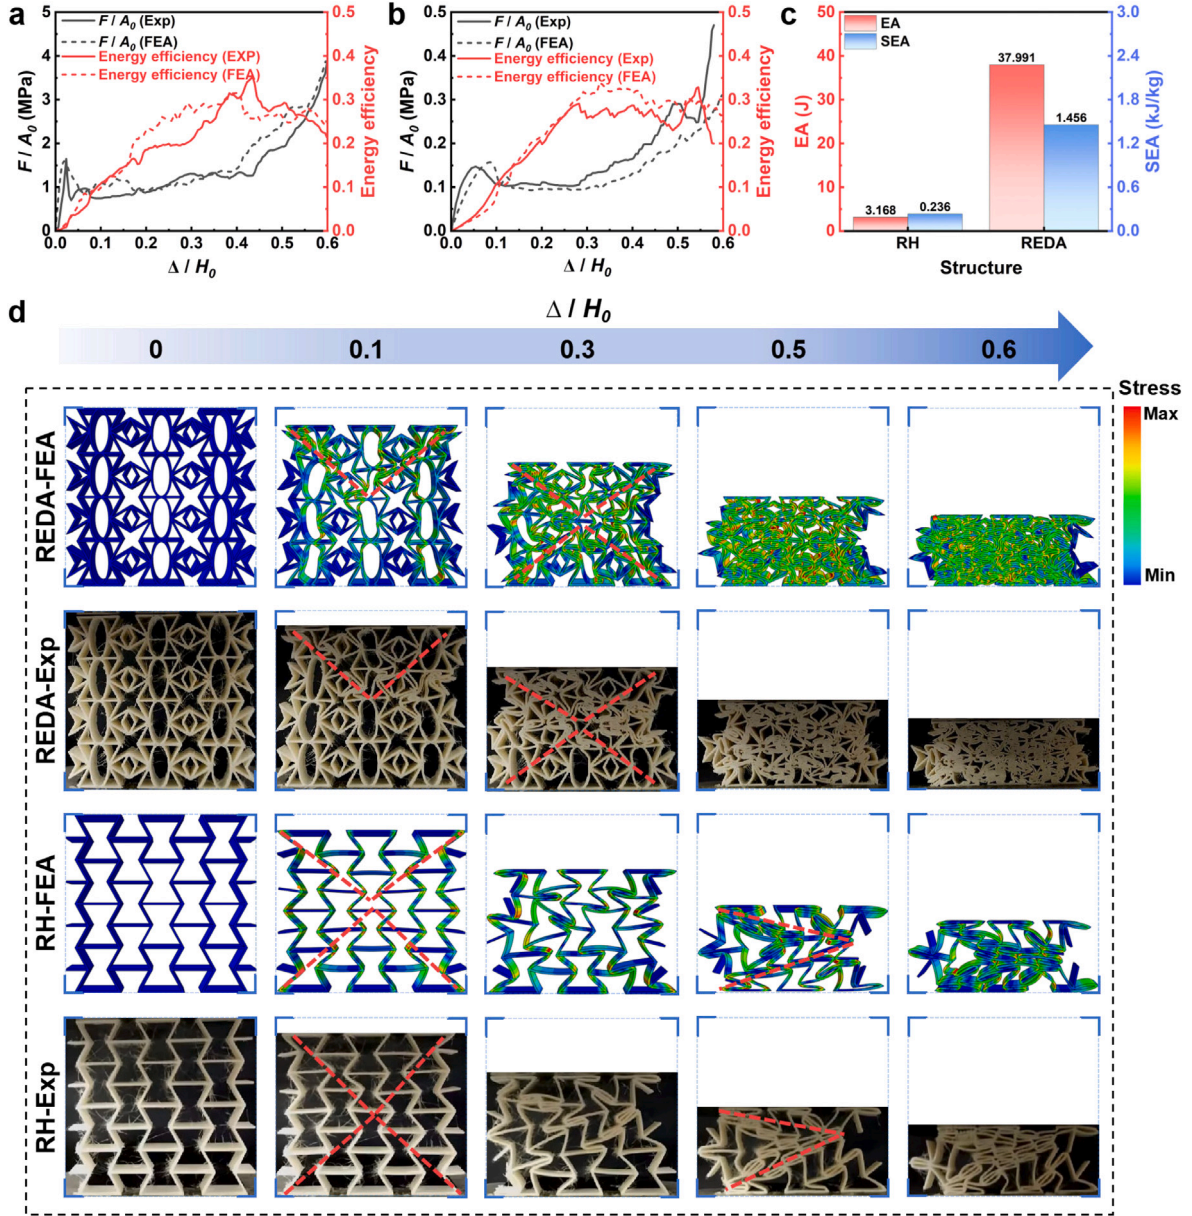 a
F / A0 (MPa)
5
4
3
2
1
0
F / A0 (Exp)
F / A0 (FEA)
Energy efficiency (EXP)
Energy efficiency (FEA)
0.5
0.4
0.3
0.2
0.1
0.0
Energy efficiency
0.0 0.1 0.2 0.3 0.4 0.5 0.6
Δ / H0
b
F / A0 (MPa)
0.5
0.4
0.3
0.2
0.1
0.0
F / A0 (Exp)
F / A0 (FEA)
Energy efficiency (Exp)
Energy efficiency (FEA)
0.5
0.4
0.3
0.2
0.1
0.0
Energy efficiency
0.0 0.1 0.2 0.3 0.4 0.5 0.6
Δ / H0
c
EA (J)
50
40
30
20
10
0
EA
SEA
3.168
0.236
37.991
1.456
3.0
2.4
1.8
1.2
0.6
0.0
SEA (kJ/kg)
RH REDA
Structure
d
Δ / H0
0 0.1 0.3 0.5 0.6
Stress
Max
Min
REDA-FEA
REDA-Exp
RH-FEA
RH-Exp